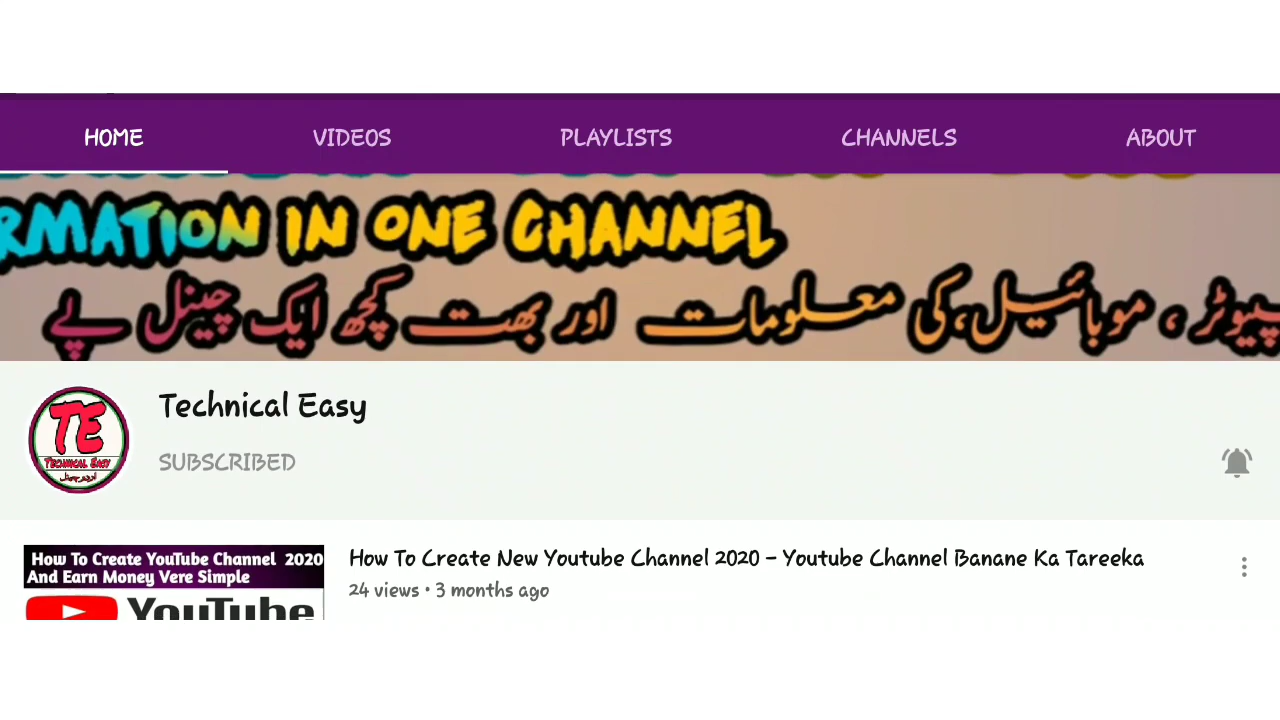 HOME VIDEOS PLAYLISTS CHANNELS ABOUT
RMATION IN ONE CHANNEL
پیوٹر ، موبائیل،کی معلومات اور بھت کچھ ایک چینل پے
TE
TECHNICAL EASY
Technical Easy
SUBSCRIBED
How To Create YouTube Channel 2020
And Earn Money Vere Simple
YouTube
How To Create New Youtube Channel 2020 - Youtube Channel Banane Ka Tareeka
24 views • 3 months ago